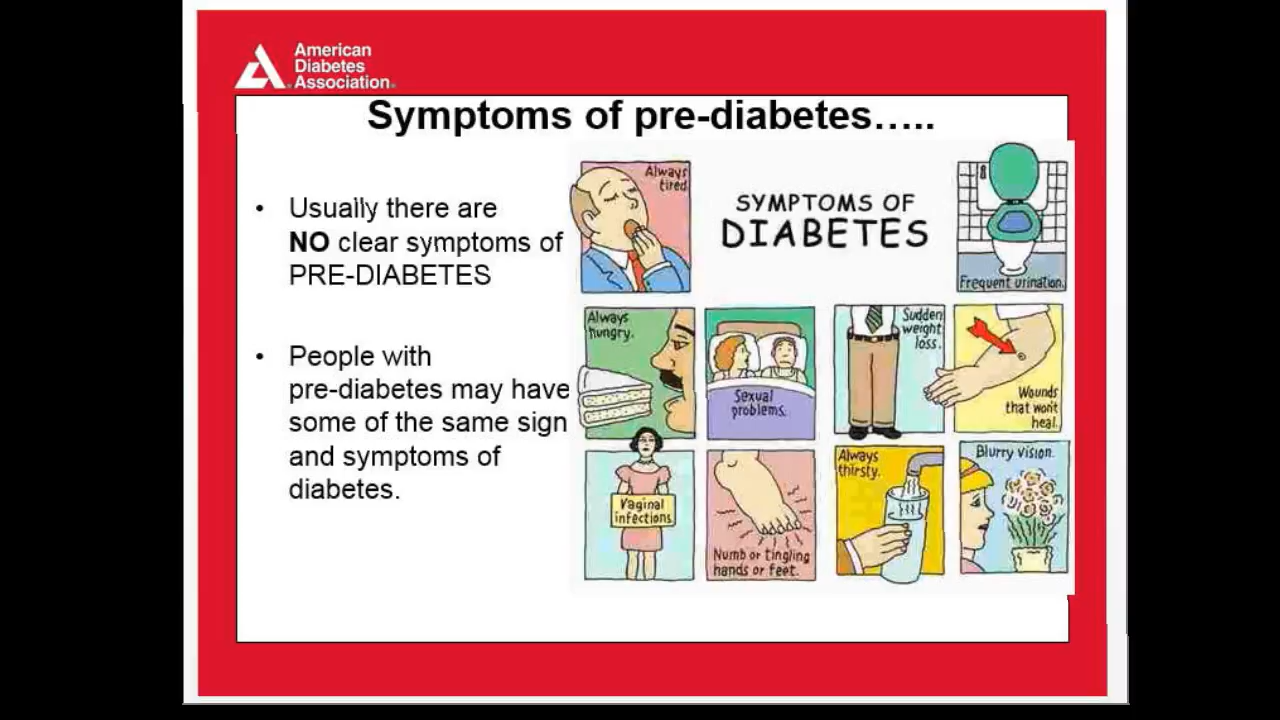 American
Diabetes
Association®
Symptoms of pre-diabetes…..
• Usually there are
NO clear symptoms of
PRE-DIABETES
• People with
pre-diabetes may have
some of the same sign
and symptoms of
diabetes.
SYMPTOMS OF
DIABETES
Always
tired.
Frequent urination.
Always
hungry.
Sexual
problems.
Sudden
weight
loss.
Wounds
that won't
heal.
Vaginal
infections
Numb or tingling
hands or feet.
Always
thirsty.
Blurry vision.